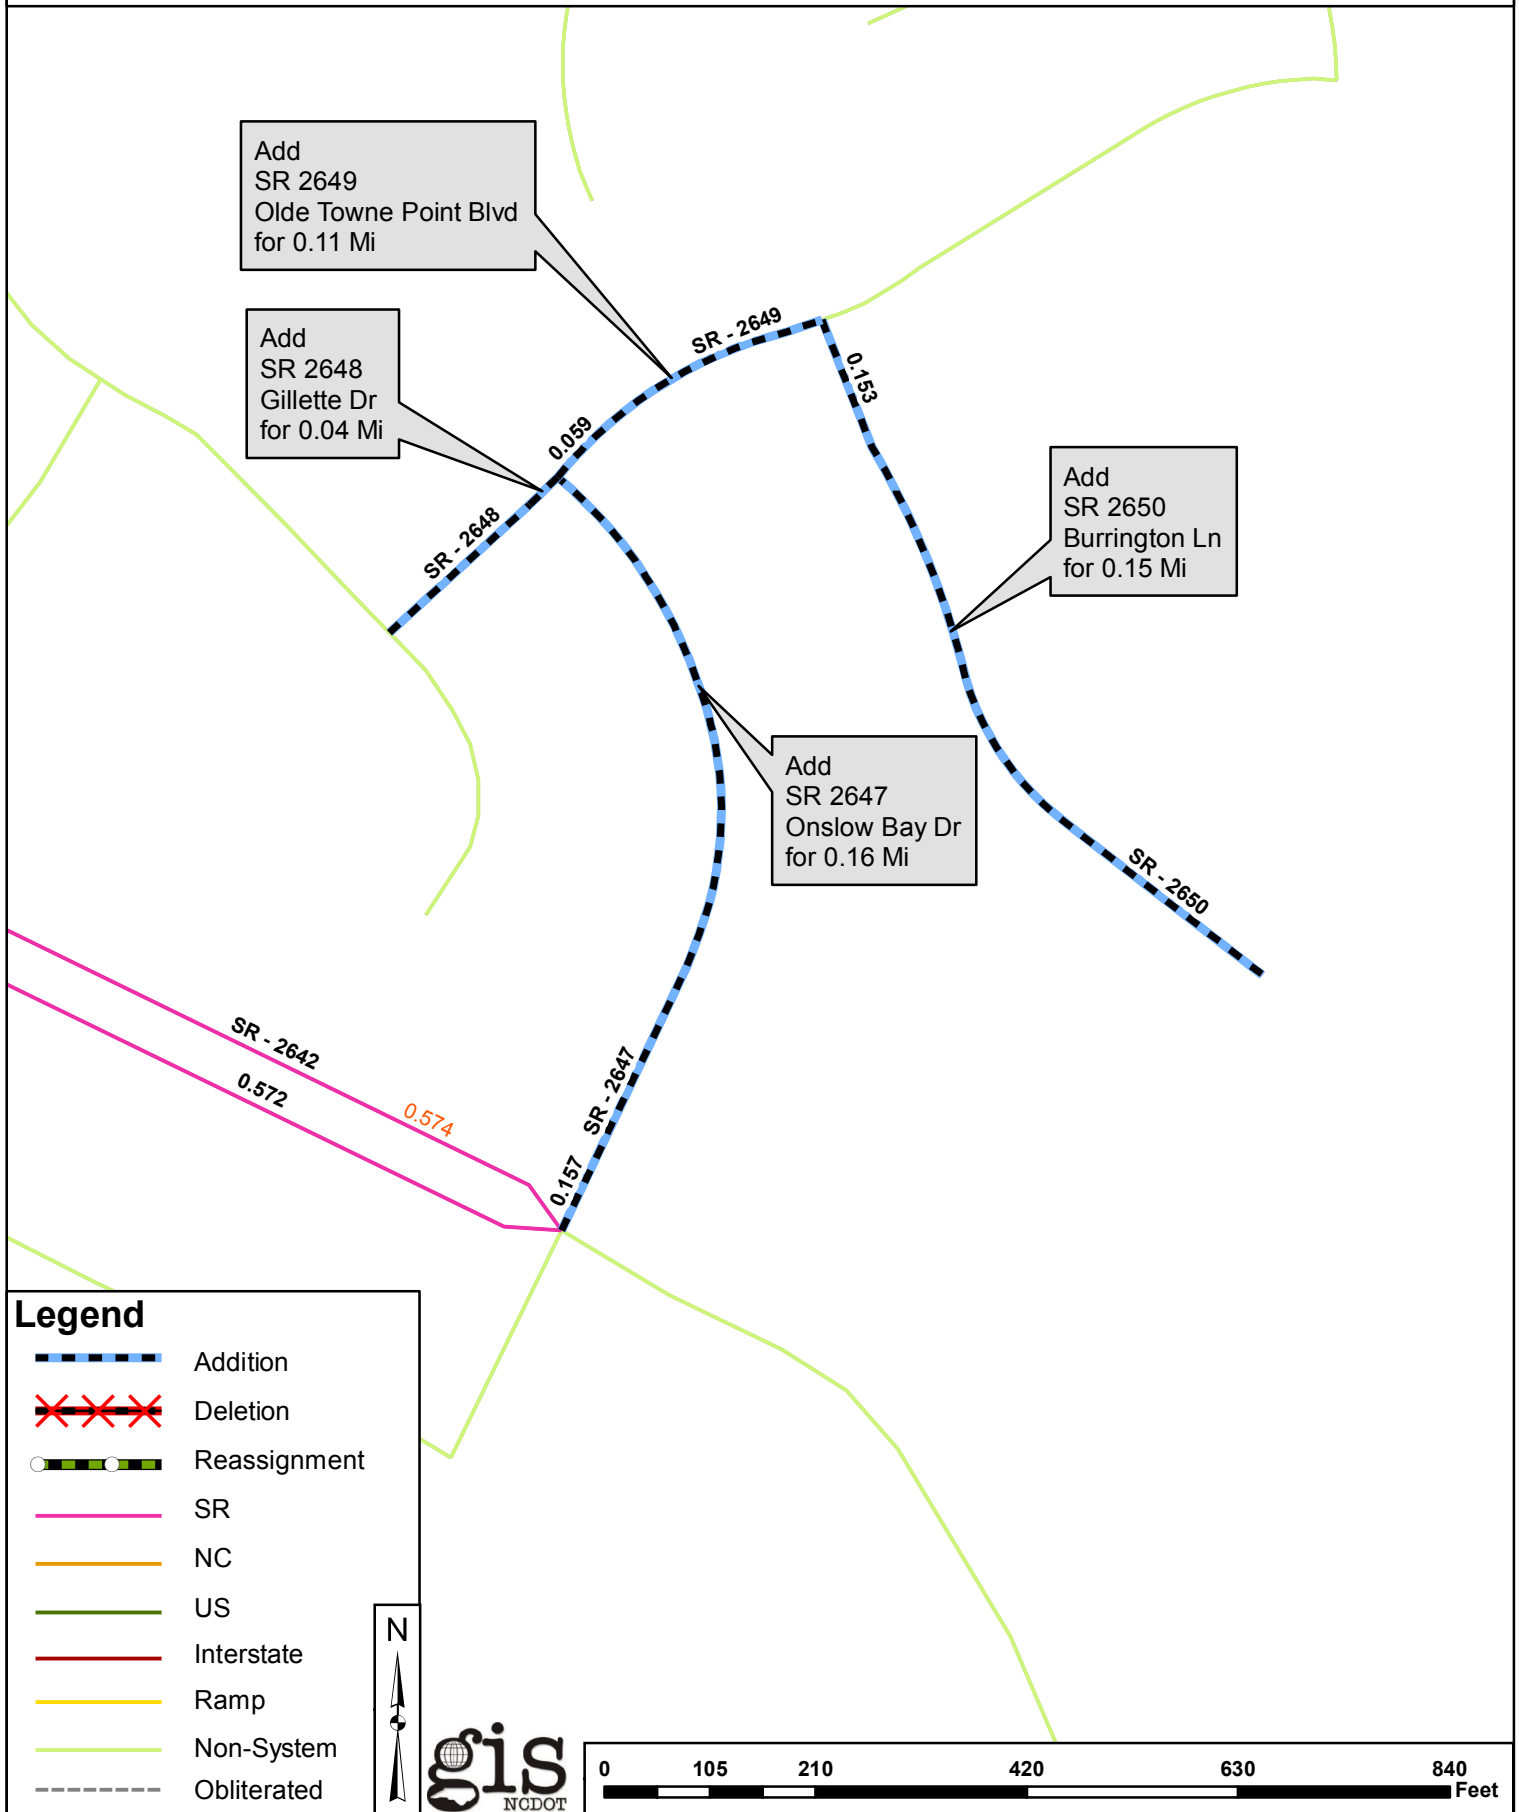 Add
SR 2649
Olde Towne Point Blvd
for 0.11 Mi
Add
SR 2648
Gillette Dr
for 0.04 Mi
SR - 2649
0.153
0.059
SR - 2648
Add
SR 2650
Burrington Ln
for 0.15 Mi
Add
SR 2647
Onslow Bay Dr
for 0.16 Mi
SR - 2650
SR - 2642
0.572
0.574
SR - 2647
0.157
Legend
Addition
Deletion
Reassignment
SR
NC
US
Interstate
Ramp
Non-System
Obliterated
N
gis
NCDOT
0 105 210 420 630 840
Feet